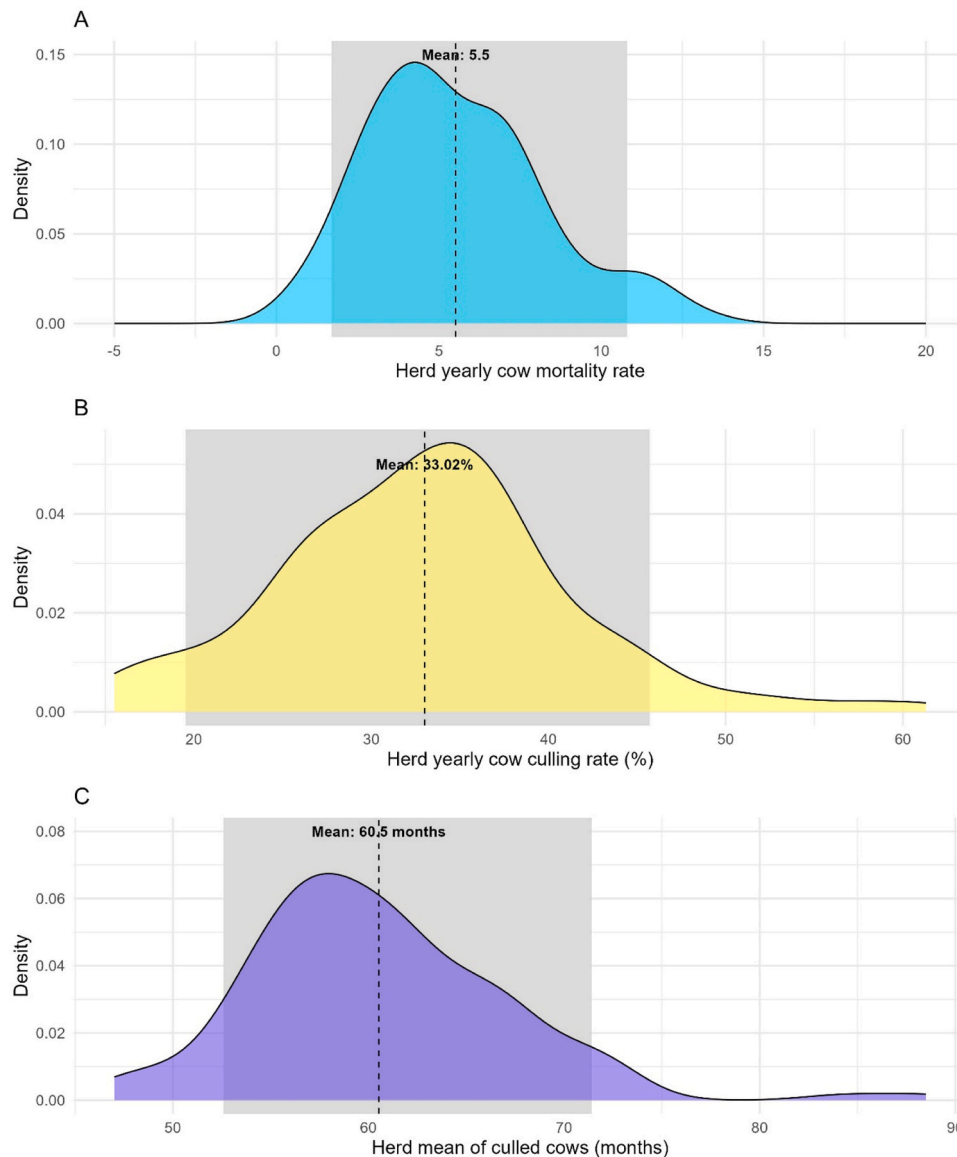 A
Mean: 5.5
0.15
0.10
0.05
0.00
Density
-5 0 5 10 15 20
Herd yearly cow mortality rate
B
Mean: 33.02%
0.04
0.02
0.00
Density
20 30 40 50 60
Herd yearly cow culling rate (%)
C
Mean: 60.5 months
0.08
0.06
0.04
0.02
0.00
Density
50 60 70 80 90
Herd mean of culled cows (months)